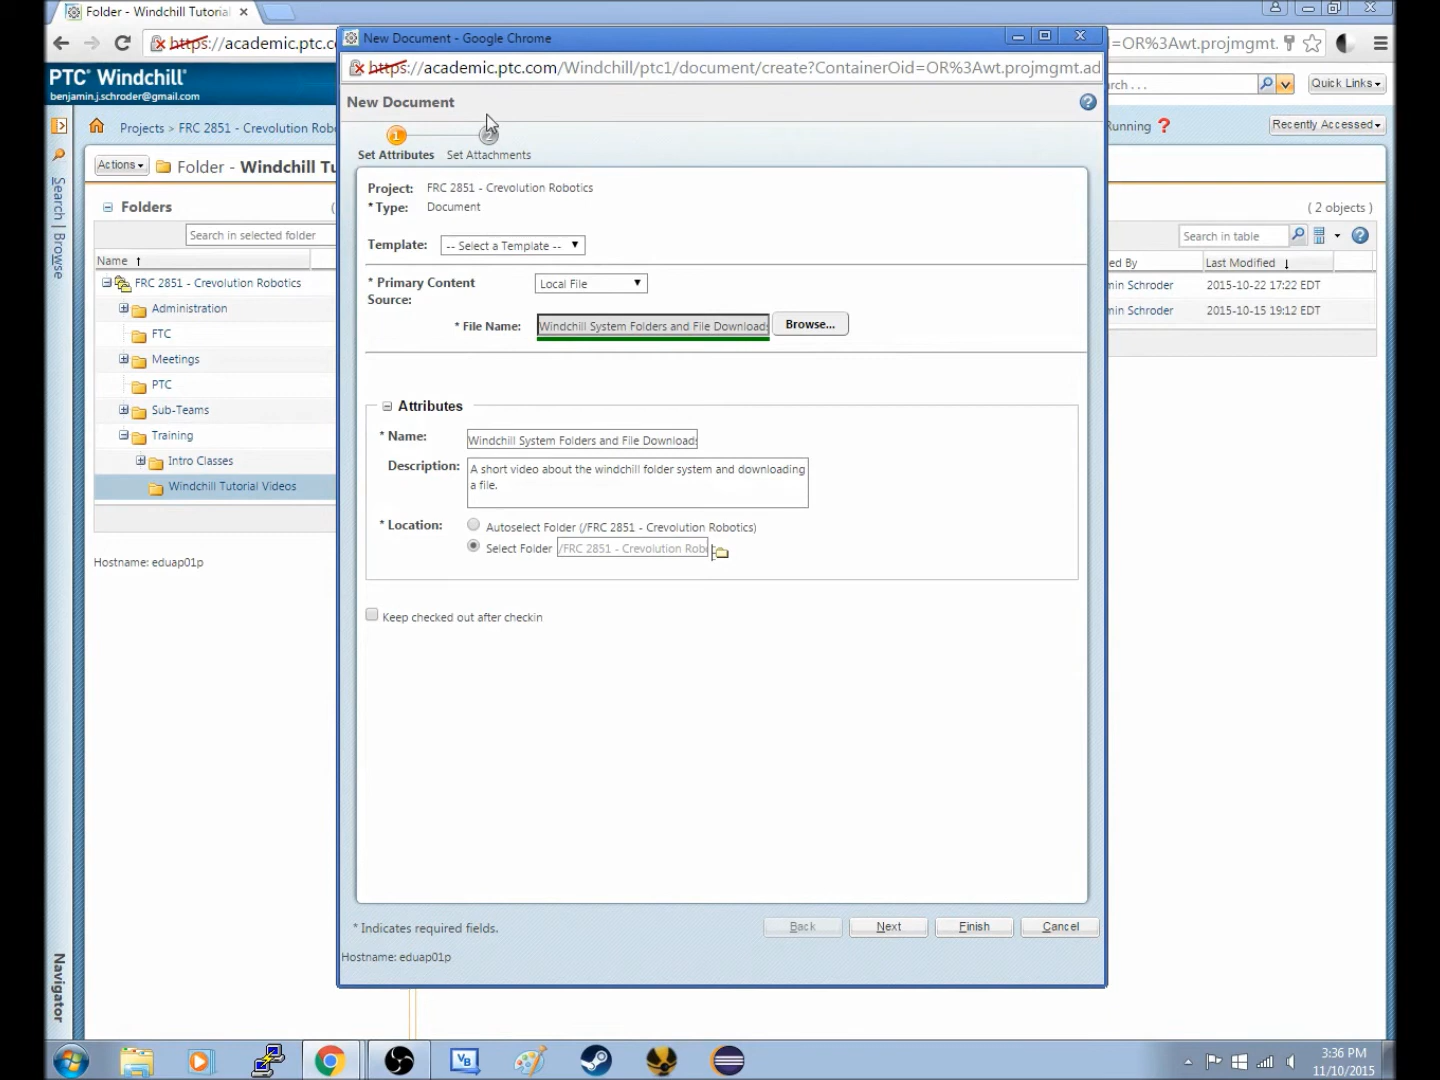 Folder - Windchill Tutorial
https://academic.ptc.c
=OR%3Awt.projmgmt.
PTC Windchill
benjamin.j.schroder@gmail.com
Quick Links
Projects > FRC 2851 - Crevolution Rob
Running ?
Recently Accessed
Actions
Folder - Windchill Tu
Folders
( 2 objects )
Search in selected folder
Search in table
Name
ed By
Last Modified
FRC 2851 - Crevolution Robotics
min Schroder
2015-10-22 17:22 EDT
Administration
min Schroder
2015-10-15 19:12 EDT
FTC
Meetings
PTC
Sub-Teams
Training
Intro Classes
Windchill Tutorial Videos
Hostname: eduap01p
Search | Browse
Navigator
New Document - Google Chrome
https://academic.ptc.com/Windchill/ptc1/document/create?ContainerOid=OR%3Awt.projmgmt.ad
New Document
1
2
Set Attributes
Set Attachments
Project: FRC 2851 - Crevolution Robotics
* Type: Document
Template: -- Select a Template --
* Primary Content Source: Local File
* File Name: Windchill System Folders and File Downloads Browse...
Attributes
* Name: Windchill System Folders and File Downloads
Description: A short video about the windchill folder system and downloading
a file.
* Location: Autoselect Folder (/FRC 2851 - Crevolution Robotics)
Select Folder /FRC 2851 - Crevolution Rob
Keep checked out after checkin
* Indicates required fields.
Back
Next
Finish
Cancel
Hostname: eduap01p
3:36 PM
11/10/2015